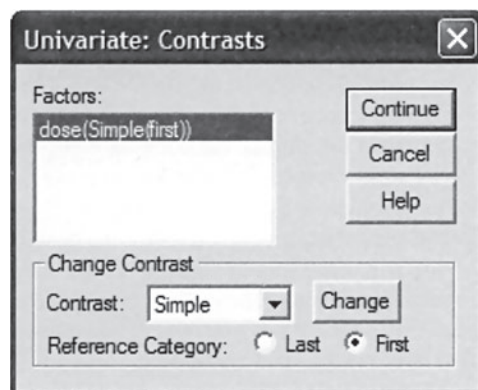 Univariate: Contrasts
Factors:
dose(Simple(first))
Continue
Cancel
Help
Change Contrast
Contrast: Simple Change
Reference Category: Last First